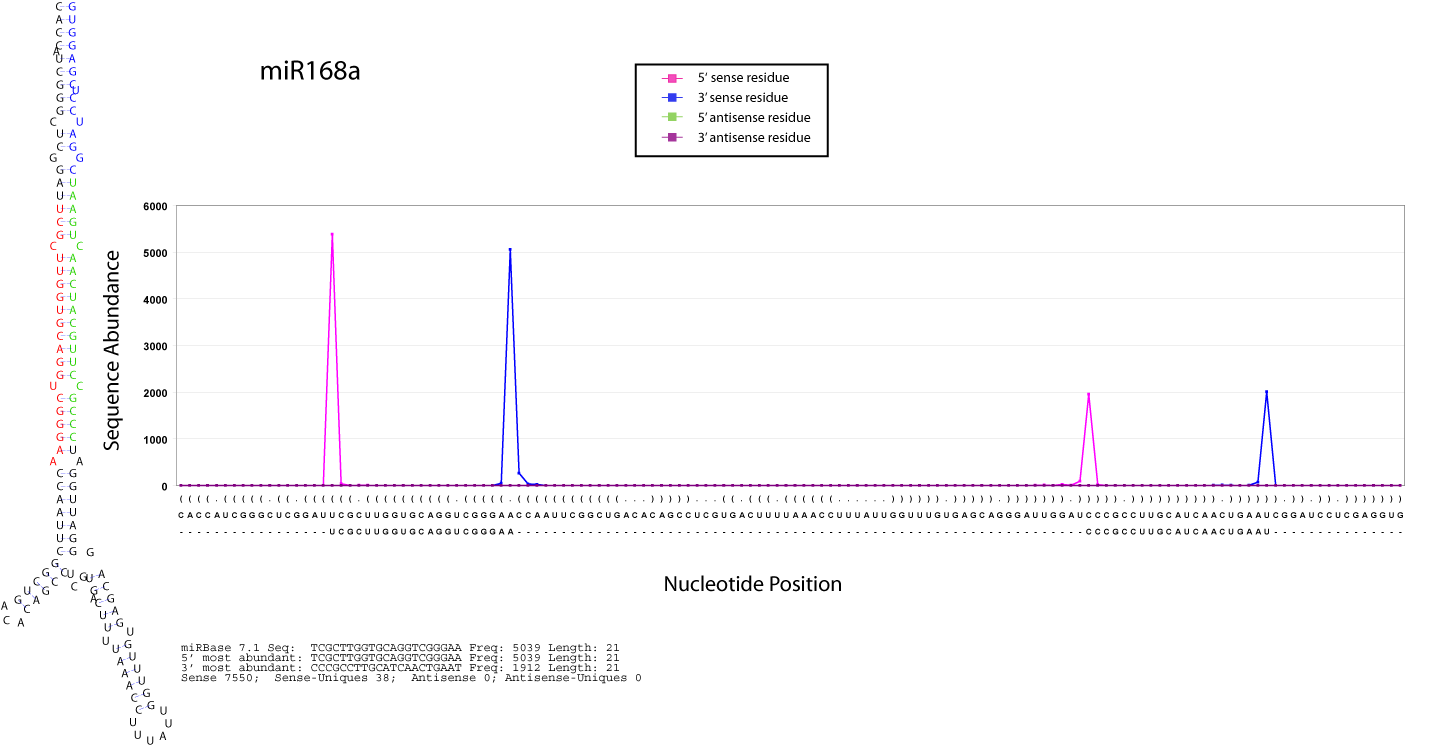 miR168a
5’ sense residue
3’ sense residue
5’ antisense residue
3’ antisense residue
Sequence Abundance
6000
5000
4000
3000
2000
1000
0
CACCAUCGGGCUCGGAUUCGCUUGGUGCAGGUCGGGAACCAAUUCGGCUGACACAGCCUCGUGACUUUUAAACCUUUAUUGGUUUGUGAGCAGGGAUUGGAUCCCGCCUUGCAUCAACUGAAUCGGAUCCUCGAGGUG
-----------------UCGCUUGGUGCAGGUCGGGAA----------------------------------------------------------------CCCGCCUUGCAUCAACUGAAU---------------
Nucleotide Position
miRBase 7.1 Seq:  TCGCTTGGTGCAGGTCGGGAA Freq: 5039 Length: 21
5’ most abundant: TCGCTTGGTGCAGGTCGGGAA Freq: 5039 Length: 21
3’ most abundant: CCCGCCTTGCATCAACTGAAT Freq: 1912 Length: 21
Sense 7550;  Sense-Uniques 38;  Antisense 0; Antisense-Uniques 0